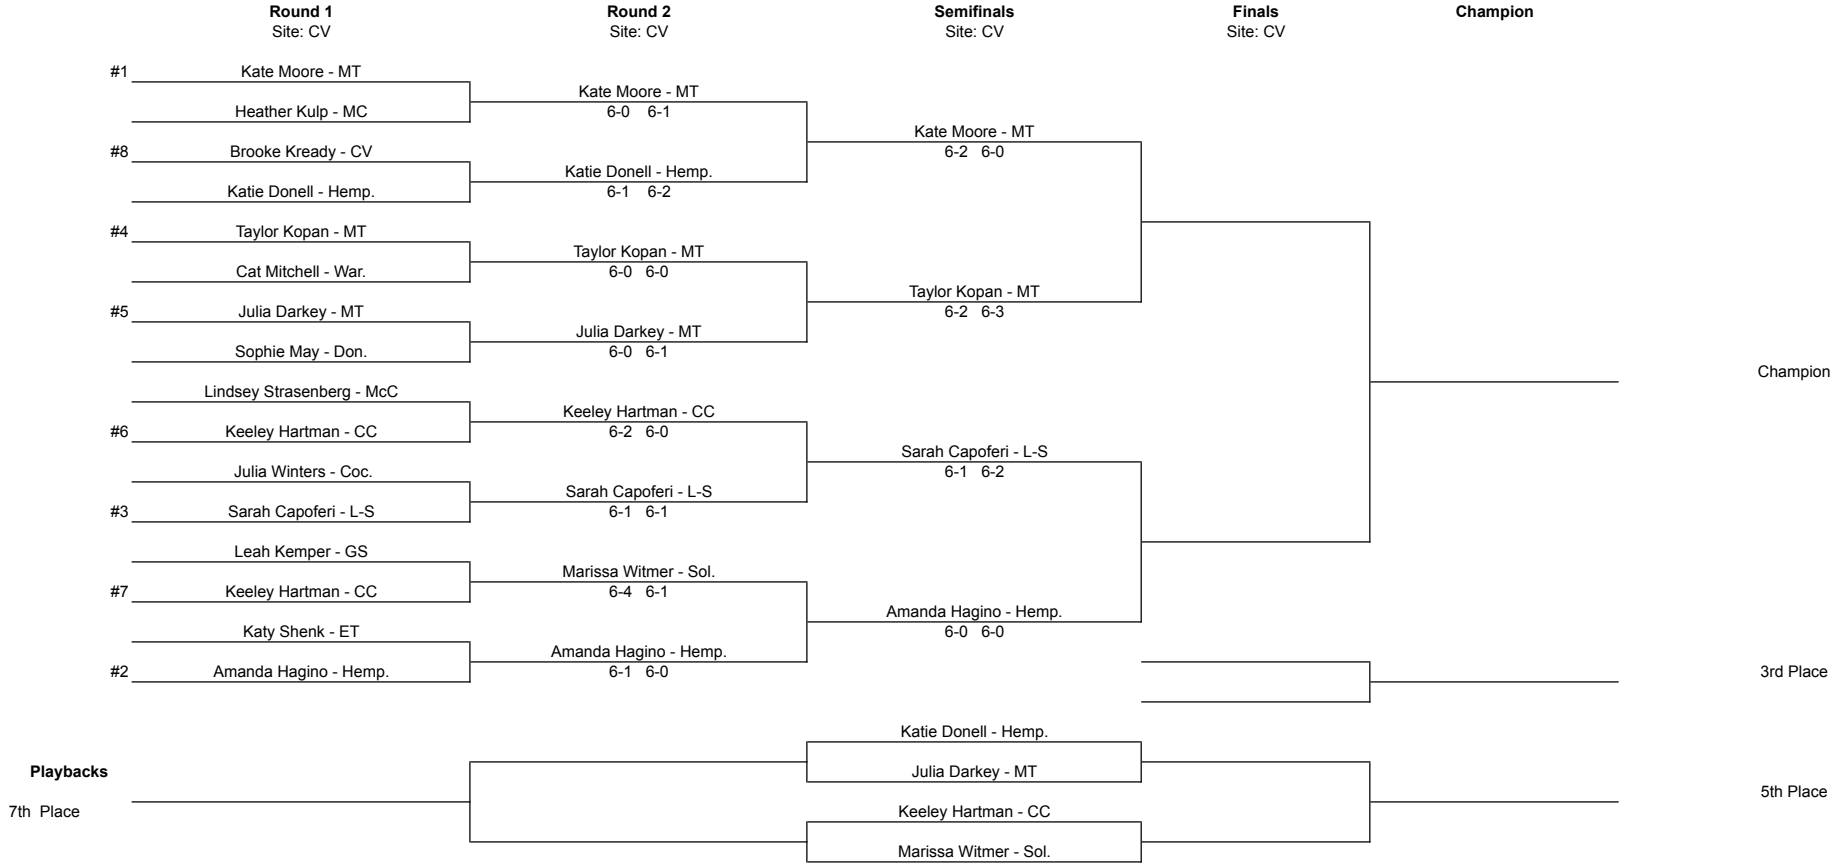 Round 1 Round 2 Semifinals Finals Champion
Site: CV Site: CV Site: CV Site: CV
#1 Kate Moore - MT
Kate Moore - MT
Heather Kulp - MC 6-0 6-1
Kate Moore - MT
#8 Brooke Kready - CV 6-2 6-0
Katie Donell - Hemp.
Katie Donell - Hemp. 6-1 6-2
#4 Taylor Kopan - MT
Taylor Kopan - MT
Cat Mitchell - War. 6-0 6-0
Taylor Kopan - MT
#5 Julia Darkey - MT 6-2 6-3
Julia Darkey - MT
Sophie May - Don. 6-0 6-1
Champion
Lindsey Strasenberg - McC
Keeley Hartman - CC
#6 Keeley Hartman - CC 6-2 6-0
Sarah Capoferi - L-S
Julia Winters - Coc. 6-1 6-2
Sarah Capoferi - L-S
#3 Sarah Capoferi - L-S 6-1 6-1
Leah Kemper - GS
Marissa Witmer - Sol.
#7 Keeley Hartman - CC 6-4 6-1
Amanda Hagino - Hemp.
Katy Shenk - ET 6-0 6-0
Amanda Hagino - Hemp.
#2 Amanda Hagino - Hemp. 6-1 6-0 3rd Place
Katie Donell - Hemp.
Playbacks Julia Darkey - MT
5th Place
7th Place Keeley Hartman - CC
Marissa Witmer - Sol.